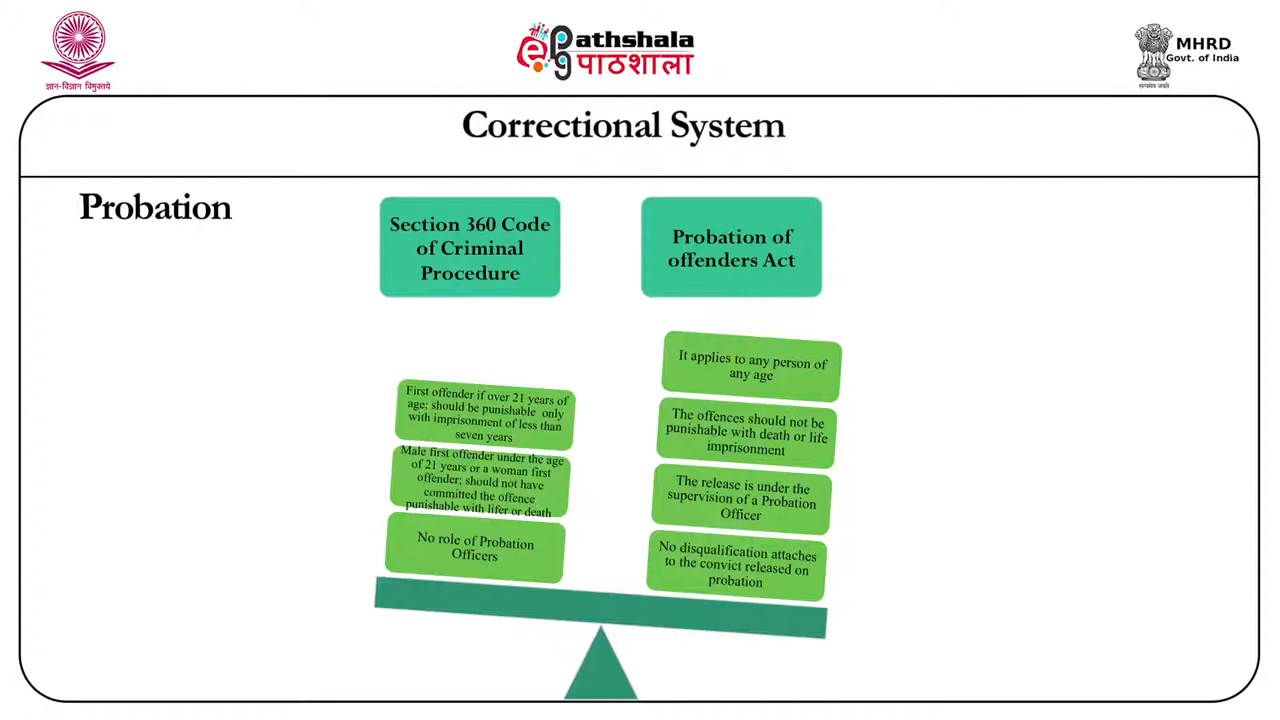 ज्ञान-विज्ञान विमुक्तये
epg
athshala
पाठशाला
MHRD
Govt. of India
सत्यमेव जयते
Correctional System
Probation
Section 360 Code
of Criminal
Procedure
First offender if over 21 years of
age; should be punishable only
with imprisonment of less than
seven years
Male first offender under the age
of 21 years or a woman first
offender; should not have
committed the offence
punishable with lifer or death
No role of Probation
Officers
Probation of
offenders Act
It applies to any person of
any age
The offences should not be
punishable with death or life
imprisonment
The release is under the
supervision of a Probation
Officer
No disqualification attaches
to the convict released on
probation